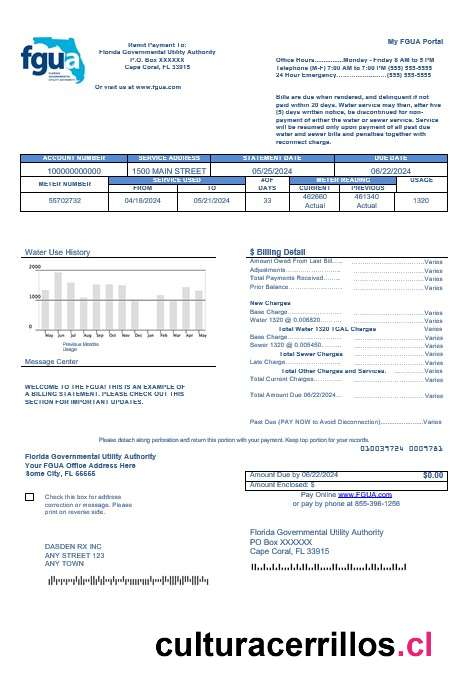 fgua
FLORIDA
GOVERNMENTAL
UTILITY AUTHORITY
Remit Payment To:
Florida Governmental Utility Authority
P.O. Box XXXXXX
Cape Coral, FL 33915
Or visit us at www.fgua.com
My FGUA Portal
Office Hours..............Monday - Friday 8 AM to 5 PM
Telephone (M-F) 7:00 AM to 7:00 PM (555) 555-5555
24 Hour Emergency......................(555) 555-5555
Bills are due when rendered, and delinquent if not
paid within 20 days. Water service may then, after five
(5) days written notice, be discontinued for non-
payment of either the water or sewer service. Service
will be resumed only upon payment of all past due
water and sewer bills and penalties together with
reconnect charge.
ACCOUNT NUMBER SERVICE ADDRESS STATEMENT DATE DUE DATE
100000000000 1500 MAIN STREET 05/25/2024 06/22/2024
METER NUMBER SERVICE USED #OF DAYS METER READING USAGE
FROM TO CURRENT PREVIOUS
55702732 04/18/2024 05/21/2024 33 462660 Actual 461340 Actual 1320
Water Use History
2000
1000
0
May Jun Jul Aug Sep Oct Nov Dec Jan Feb Mar Apr May
Previous Months
Usage
Message Center
WELCOME TO THE FGUA! THIS IS AN EXAMPLE OF
A BILLING STATEMENT. PLEASE CHECK OUT THIS
SECTION FOR IMPORTANT UPDATES.
$ Billing Detail
Amount Owed From Last Bill.... ....................Varies
Adjustments.................... ....................Varies
Total Payments Received....... ....................Varies
Prior Balance.................. ....................Varies
New Charges
Base Charge.................... ....................Varies
Water 1320 @ 0.006820.......... ....................Varies
Total Water 1320 TGAL Charges Varies
Base Charge.................... ....................Varies
Sewer 1320 @ 0.005450.......... ....................Varies
Total Sewer Charges ....................Varies
Late Charge.................... ....................Varies
Total Other Charges and Services. ..........Varies
Total Current Charges.......... ....................Varies
Total Amount Due 06/22/2024... ....................Varies
Past Due (PAY NOW to Avoid Disconnection)................Varies
Please detach along perforation and return this portion with your payment. Keep top portion for your records.
010039724 0009781
Florida Governmental Utility Authority
Your FGUA Office Address Here
Some City, FL 55555
Amount Due by 06/22/2024 $0.00
Amount Enclosed: $
Pay Online www.FGUA.com
or pay by phone at 855-398-1256
Check this box for address
correction or message. Please
print on reverse side.
Florida Governmental Utility Authority
PO Box XXXXXX
Cape Coral, FL 33915
DASDEN RX INC
ANY STREET 123
ANY TOWN
culturacerrillos.cl